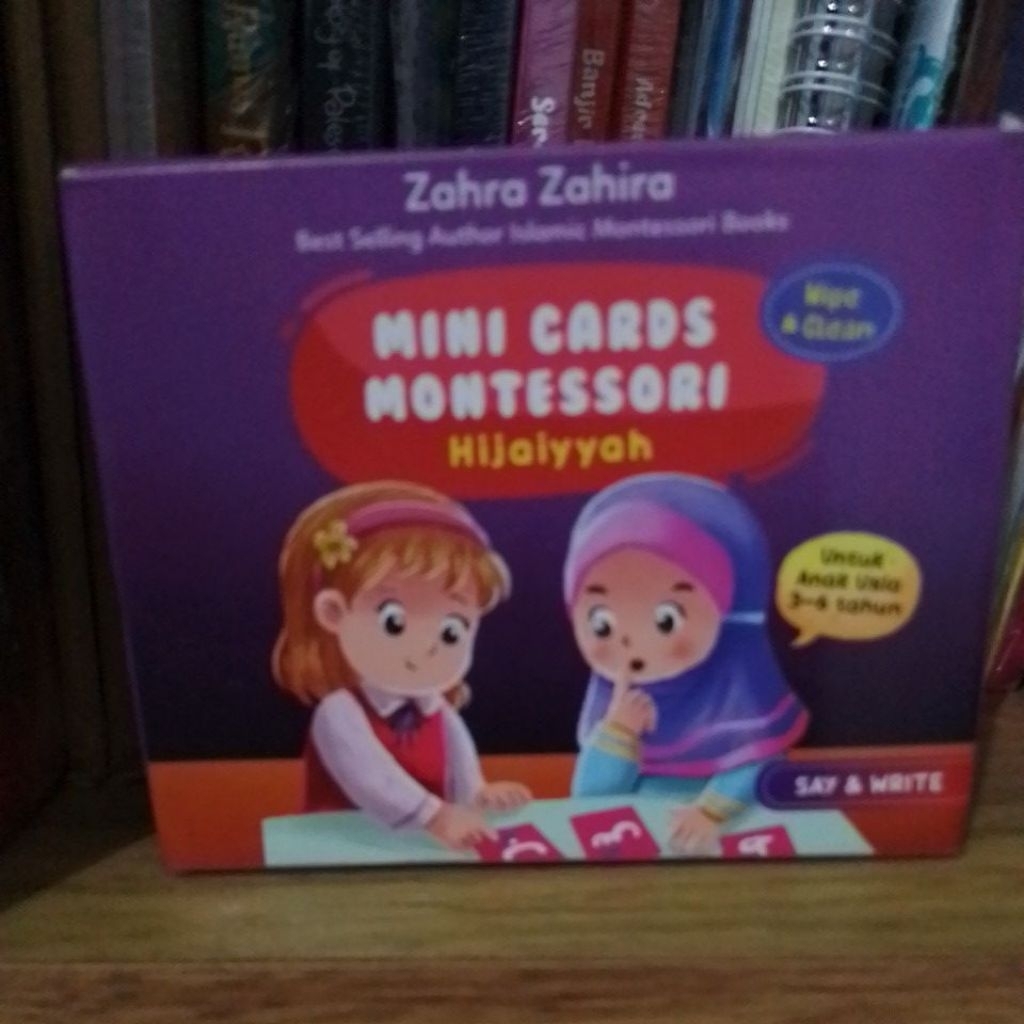 Zahra Zahira
Best Selling Author Islamic Montessori Books
MINI CARDS
MONTESSORI
Hijaiyyah
Wipe
& Clean
Untuk
Anak Usia
3-6 tahun
SAY & WRITE
Banjir